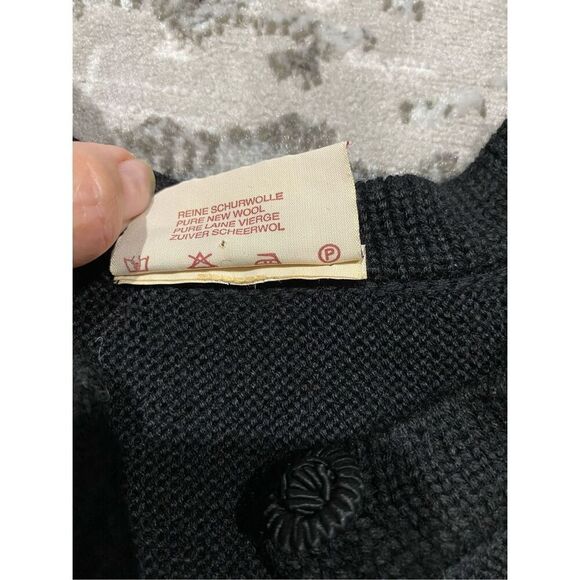 REINE SCHURWOLLE
PURE NEW WOOL
PURE LAINE VIERGE
ZUIVER SCHEERWOL
P